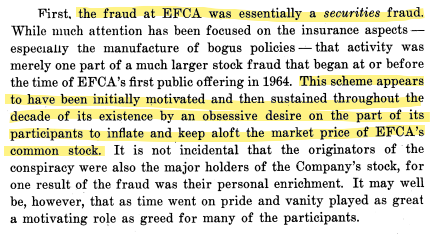 First, the fraud at EFCA was essentially a securities fraud.
While much attention has been focused on the insurance aspects —
especially the manufacture of bogus policies — that activity was
merely one part of a much larger stock fraud that began at or before
the time of EFCA's first public offering in 1964. This scheme appears
to have been initially motivated and then sustained throughout the
decade of its existence by an obsessive desire on the part of its
participants to inflate and keep aloft the market price of EFCA's
common stock. It is not incidental that the originators of the
conspiracy were also the major holders of the Company's stock, for
one result of the fraud was their personal enrichment. It may well
be, however, that as time went on pride and vanity played as great
a motivating role as greed for many of the participants.